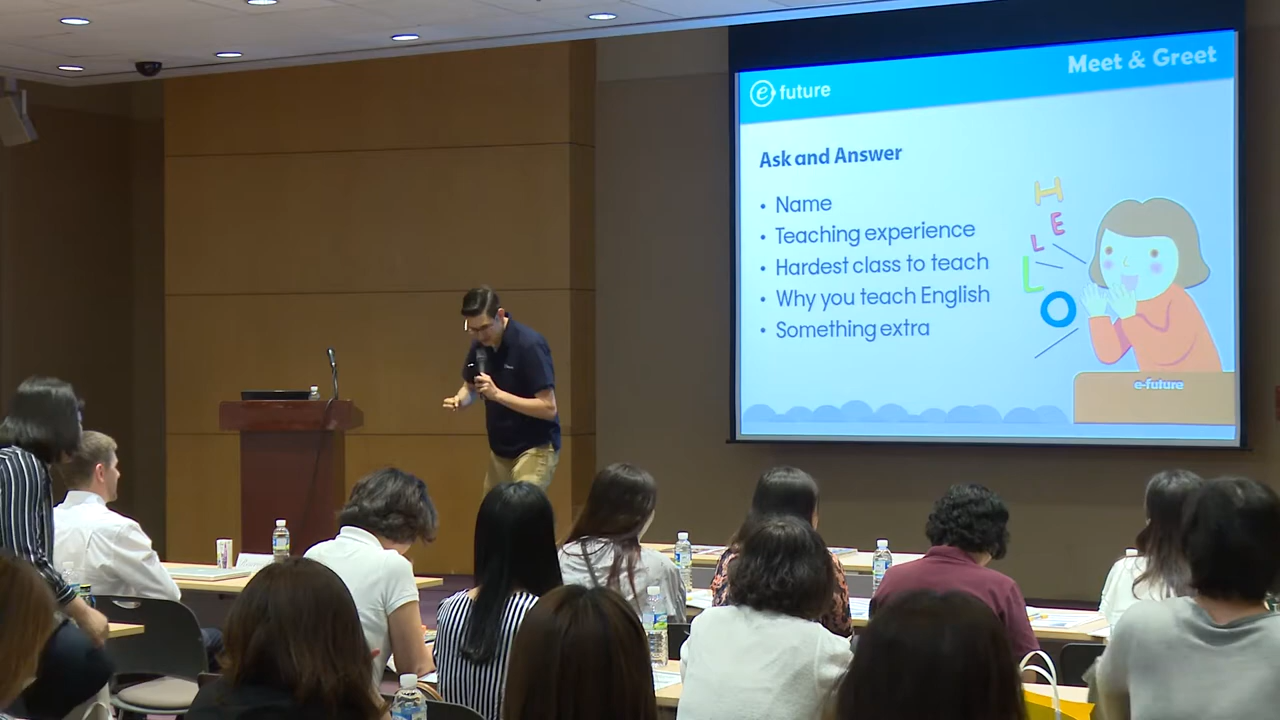 Meet & Greet
e future
Ask and Answer
• Name
• Teaching experience
• Hardest class to teach
• Why you teach English
• Something extra
H
E
L
L
O
e-future